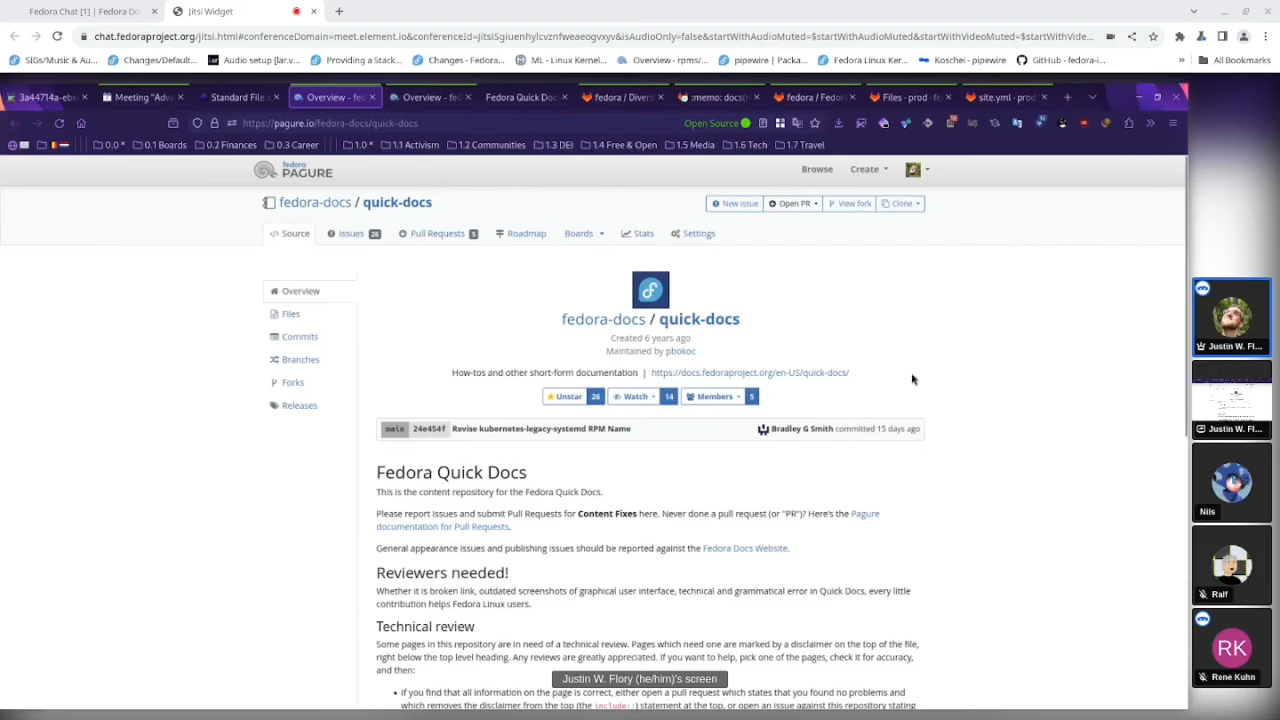 Fedora Chat [1] | Fedora Do
Jitsi Widget
chat.fedoraproject.org/jitsi.html#conferenceDomain=meet.element.io&conferenceId=JitsiSgiuenhylcvznfweaeogvxyv&isAudioOnly=false&startWithAudioMuted=$startWithAudioMuted&startWithVideoMuted=$startWithVide...
SIGs/Music & Au...
Changes/Default...
Audio setup [lar.v...
Providing a Stack...
Changes - Fedora...
ML - Linux Kernel...
Overview - rpms/...
pipewire | Packa...
Fedora Linux Ker...
Koschei - pipewire
GitHub - fedora-i...
»
All Bookmarks
3a44714a-ebe
Meeting "Adv
Standard File
Overview - fed
Overview - fed
Fedora Quick Doc
fedora / Divers
:memo: docs(
fedora / Fedor
Files · prod · fe
site.yml · prod
https://pagure.io/fedora-docs/quick-docs
Open Source
0.0 *
0.1 Boards
0.2 Finances
0.3 Career
1.0 *
1.1 Activism
1.2 Communities
1.3 DEI
1.4 Free & Open
1.5 Media
1.6 Tech
1.7 Travel
fedora
PAGURE
Browse
Create
fedora-docs / quick-docs
New issue
Open PR
View fork
Clone
Source
Issues 26
Pull Requests 5
Roadmap
Boards
Stats
Settings
Overview
Files
Commits
Branches
Forks
Releases
fedora-docs / quick-docs
Created 6 years ago
Maintained by pbokoc
How-tos and other short-form documentation | https://docs.fedoraproject.org/en-US/quick-docs/
Unstar 26
Watch 14
Members 5
main 24e454f Revise kubernetes-legacy-systemd RPM Name
Bradley G Smith committed 15 days ago
Fedora Quick Docs
This is the content repository for the Fedora Quick Docs.
Please report issues and submit Pull Requests for Content Fixes here. Never done a pull request (or "PR")? Here's the Pagure
documentation for Pull Requests.
General appearance issues and publishing issues should be reported against the Fedora Docs Website.
Reviewers needed!
Whether it is broken link, outdated screenshots of graphical user interface, technical and grammatical error in Quick Docs, every little
contribution helps Fedora Linux users.
Technical review
Some pages in this repository are in need of a technical review. Pages which need one are marked by a disclaimer on the top of the file,
right below the top level heading. Any reviews are greatly appreciated. If you want to help, pick one of the pages, check it for accuracy,
and then:
• If you find that all information on the page is correct, either open a pull request which states that you found no problems and
which removes the disclaimer from the top (the include:: statement at the top, or open an issue against this repository stating
Justin W. Flory (he/him)'s screen
Justin W. Fl...
Justin W. Fl...
Nils
Ralf
RK
Rene Kuhn